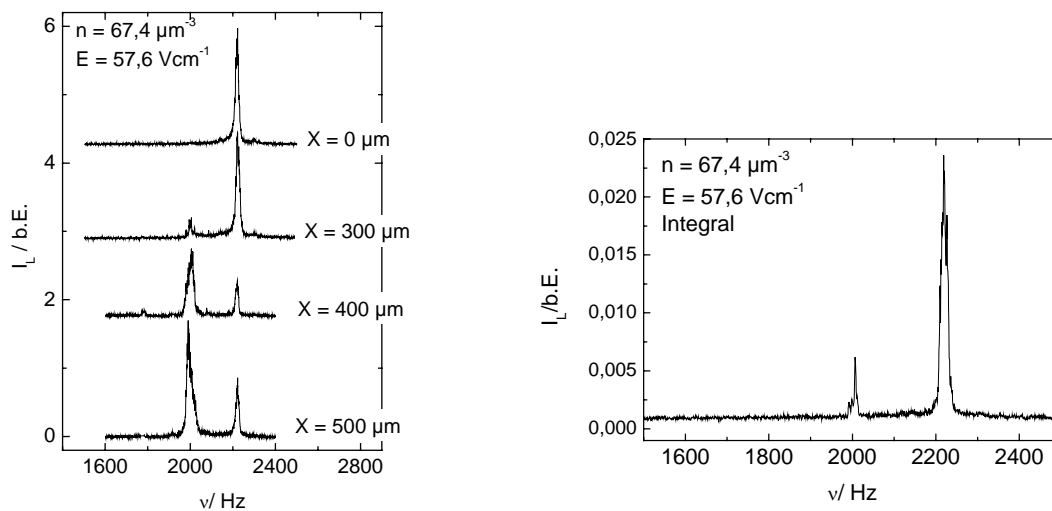 6
4
2
0
I_L / b.E.
n = 67,4 µm⁻³
E = 57,6 Vcm⁻¹
X = 0 µm
X = 300 µm
X = 400 µm
X = 500 µm
1600 2000 2400 2800
ν/ Hz
0,025
0,020
0,015
0,010
0,005
0,000
I_L/b.E.
n = 67,4 µm⁻³
E = 57,6 Vcm⁻¹
Integral
1600 1800 2000 2200 2400
ν/ Hz